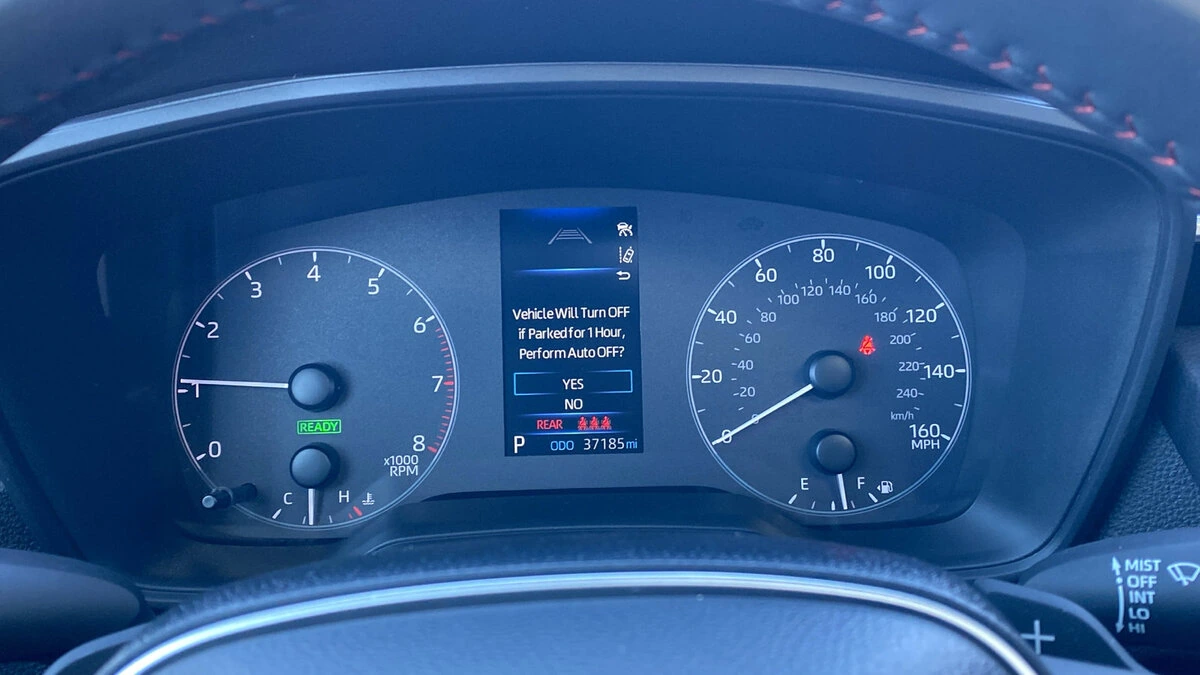 0
1
2
3
4
5
6
7
8
x1000
RPM
READY
C H
Vehicle Will Turn OFF
if Parked for 1 Hour,
Perform Auto OFF?
YES
NO
REAR
P ODO 37185 mi
0
20
40
60
80
100
120
140
160
MPH
0
20
40
60
80
100
120
140
160
180
200
220
240
km/h
E F
MIST
OFF
INT
LO
HI
+